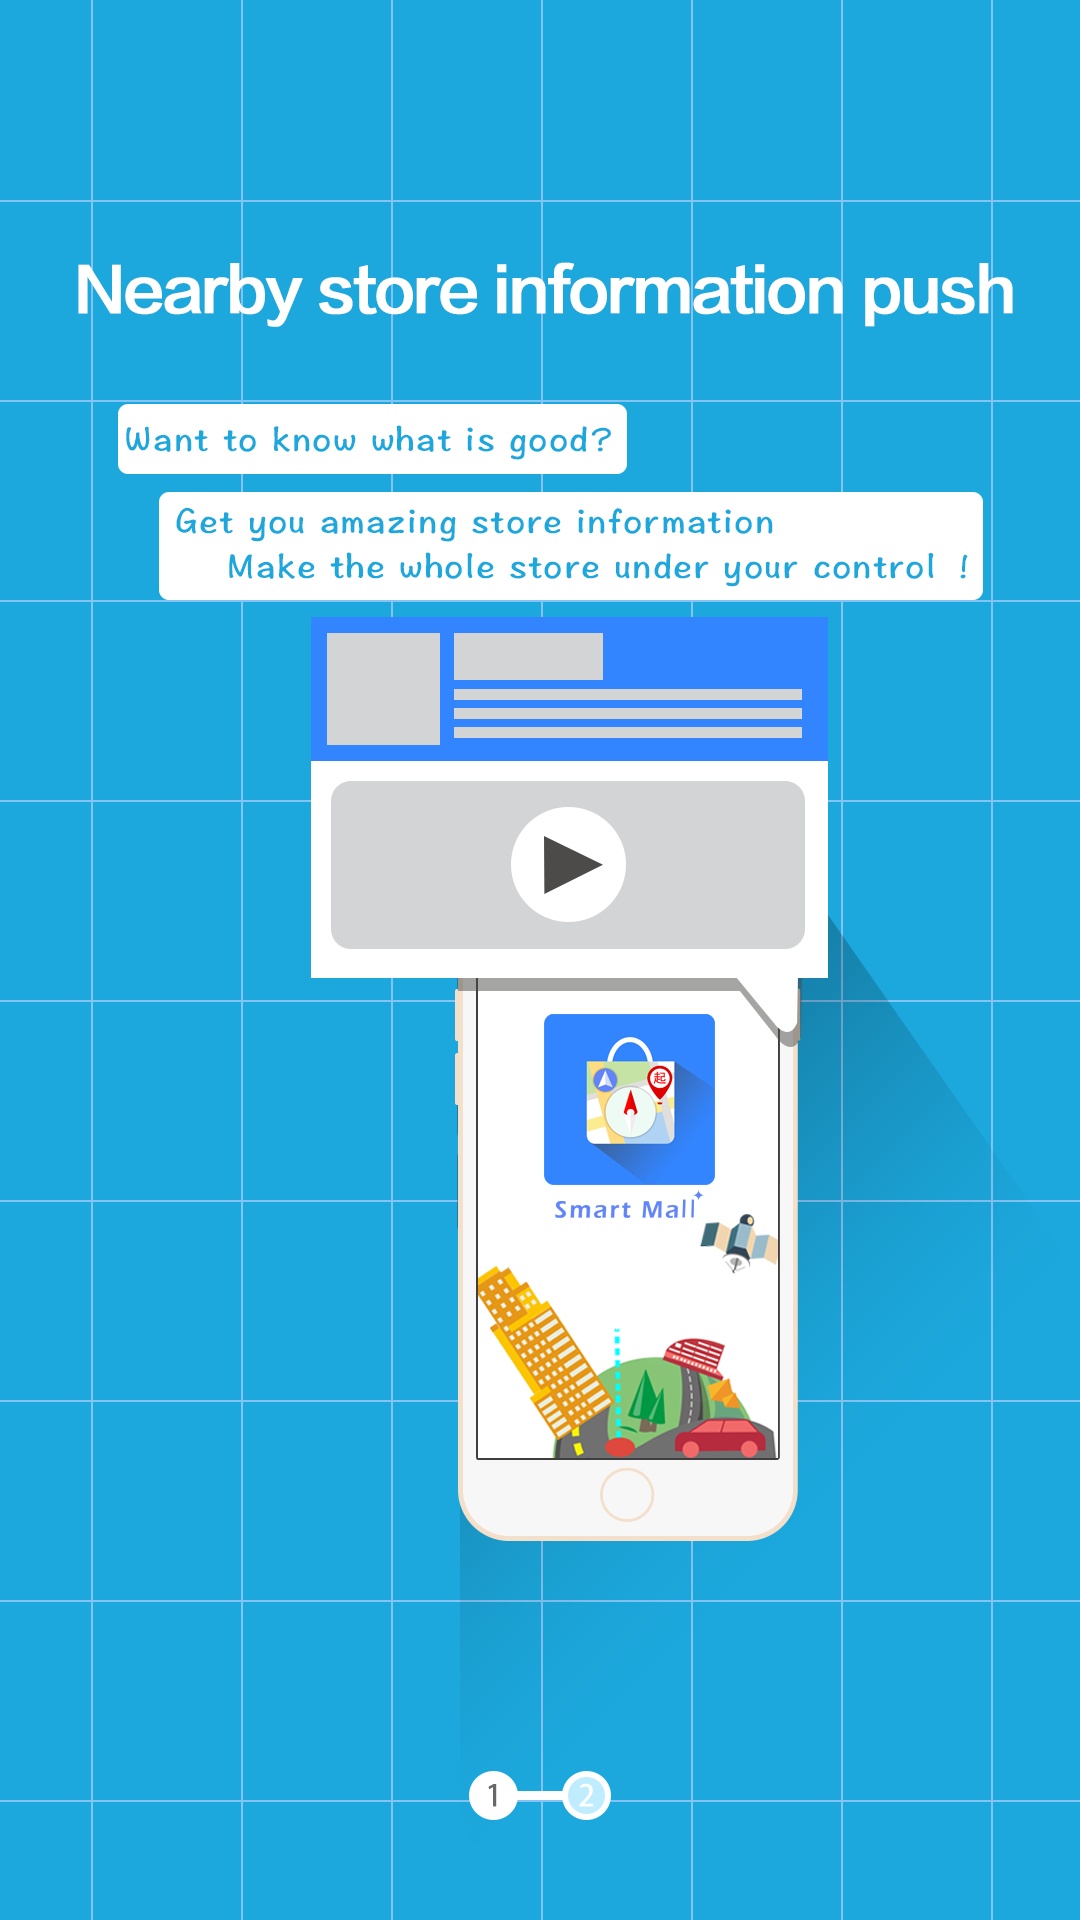 Nearby store information push
Want to know what is good?
Get you amazing store information
Make the whole store under your control !
起
Smart Mall
1
2